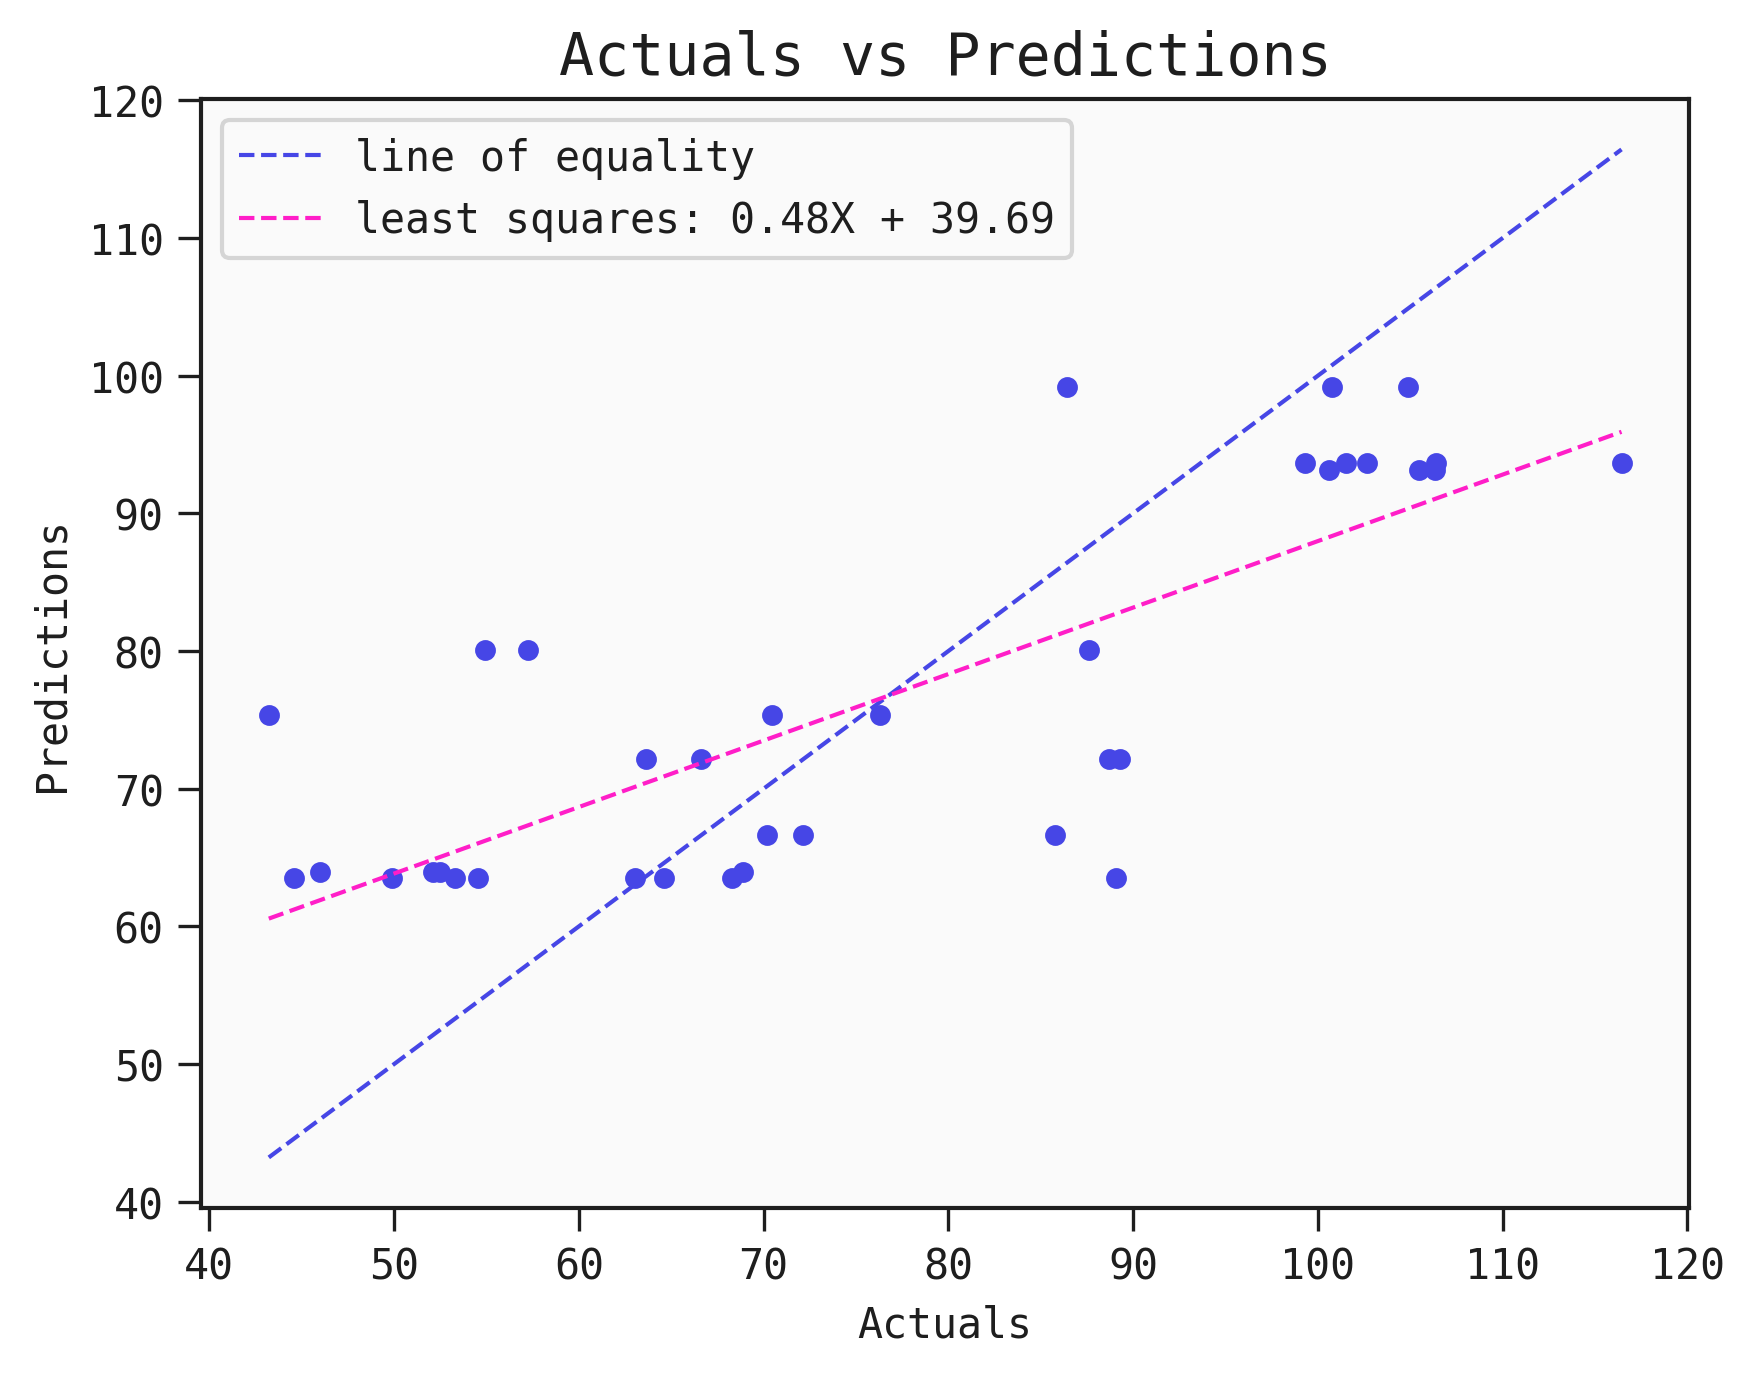 Actuals vs Predictions
line of equality
least squares: 0.48X + 39.69
120
110
100
90
80
70
60
50
40
Predictions
40 50 60 70 80 90 100 110 120
Actuals